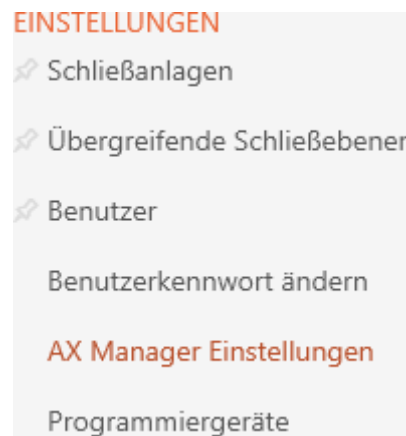 EINSTELLUNGEN
Schließanlagen
Übergreifende Schließebenen
Benutzer
Benutzerkennwort ändern
AX Manager Einstellungen
Programmiergeräte